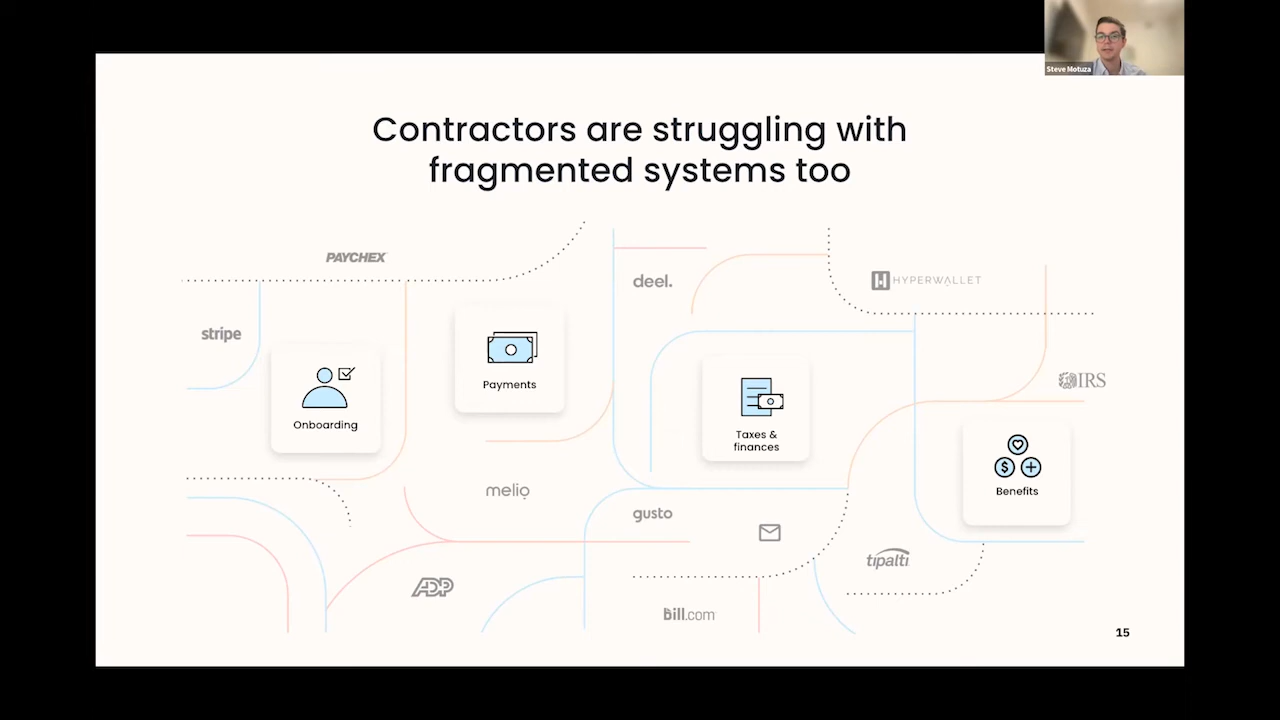 Steve Motuza
Contractors are struggling with
fragmented systems too
PAYCHEX
deel.
HYPERWALLET
stripe
Payments
IRS
Onboarding
Taxes &
finances
melio
Benefits
gusto
tipalti
ADP
bill.com
15